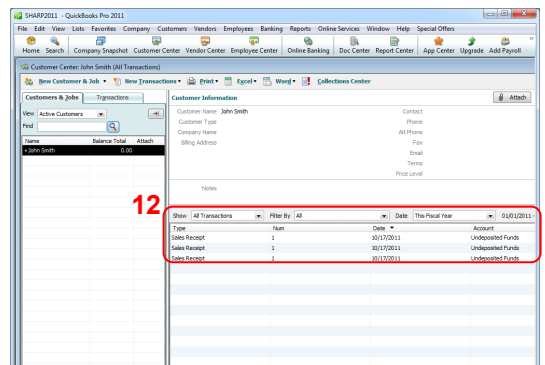 SHARP2011 - QuickBooks Pro 2011
File Edit View Lists Favorites Company Customers Vendors Employees Banking Reports Online Services Window Help Special Offers
Home Search Company Snapshot Customer Center Vendor Center Employee Center Online Banking Doc Center Report Center App Center Upgrade Add Payroll
Customer Center: John Smith (All Transactions)
New Customer & Job New Transactions Print Excel Word Collections Center
Customers & Jobs Transactions
View Active Customers
Find
Name Balance Total Attach
John Smith 0.00
Customer Information Attach
Customer Name John Smith Contact
Customer Type Phone
Company Name Alt Phone
Billing Address Fax
Email
Terms
Price Level
Notes
12
Show All Transactions Filter By All Date This Fiscal Year 01/01/2011 -
Type Num Date Account
Sales Receipt 1 10/17/2011 Undeposited Funds
Sales Receipt 1 10/17/2011 Undeposited Funds
Sales Receipt 1 10/17/2011 Undeposited Funds